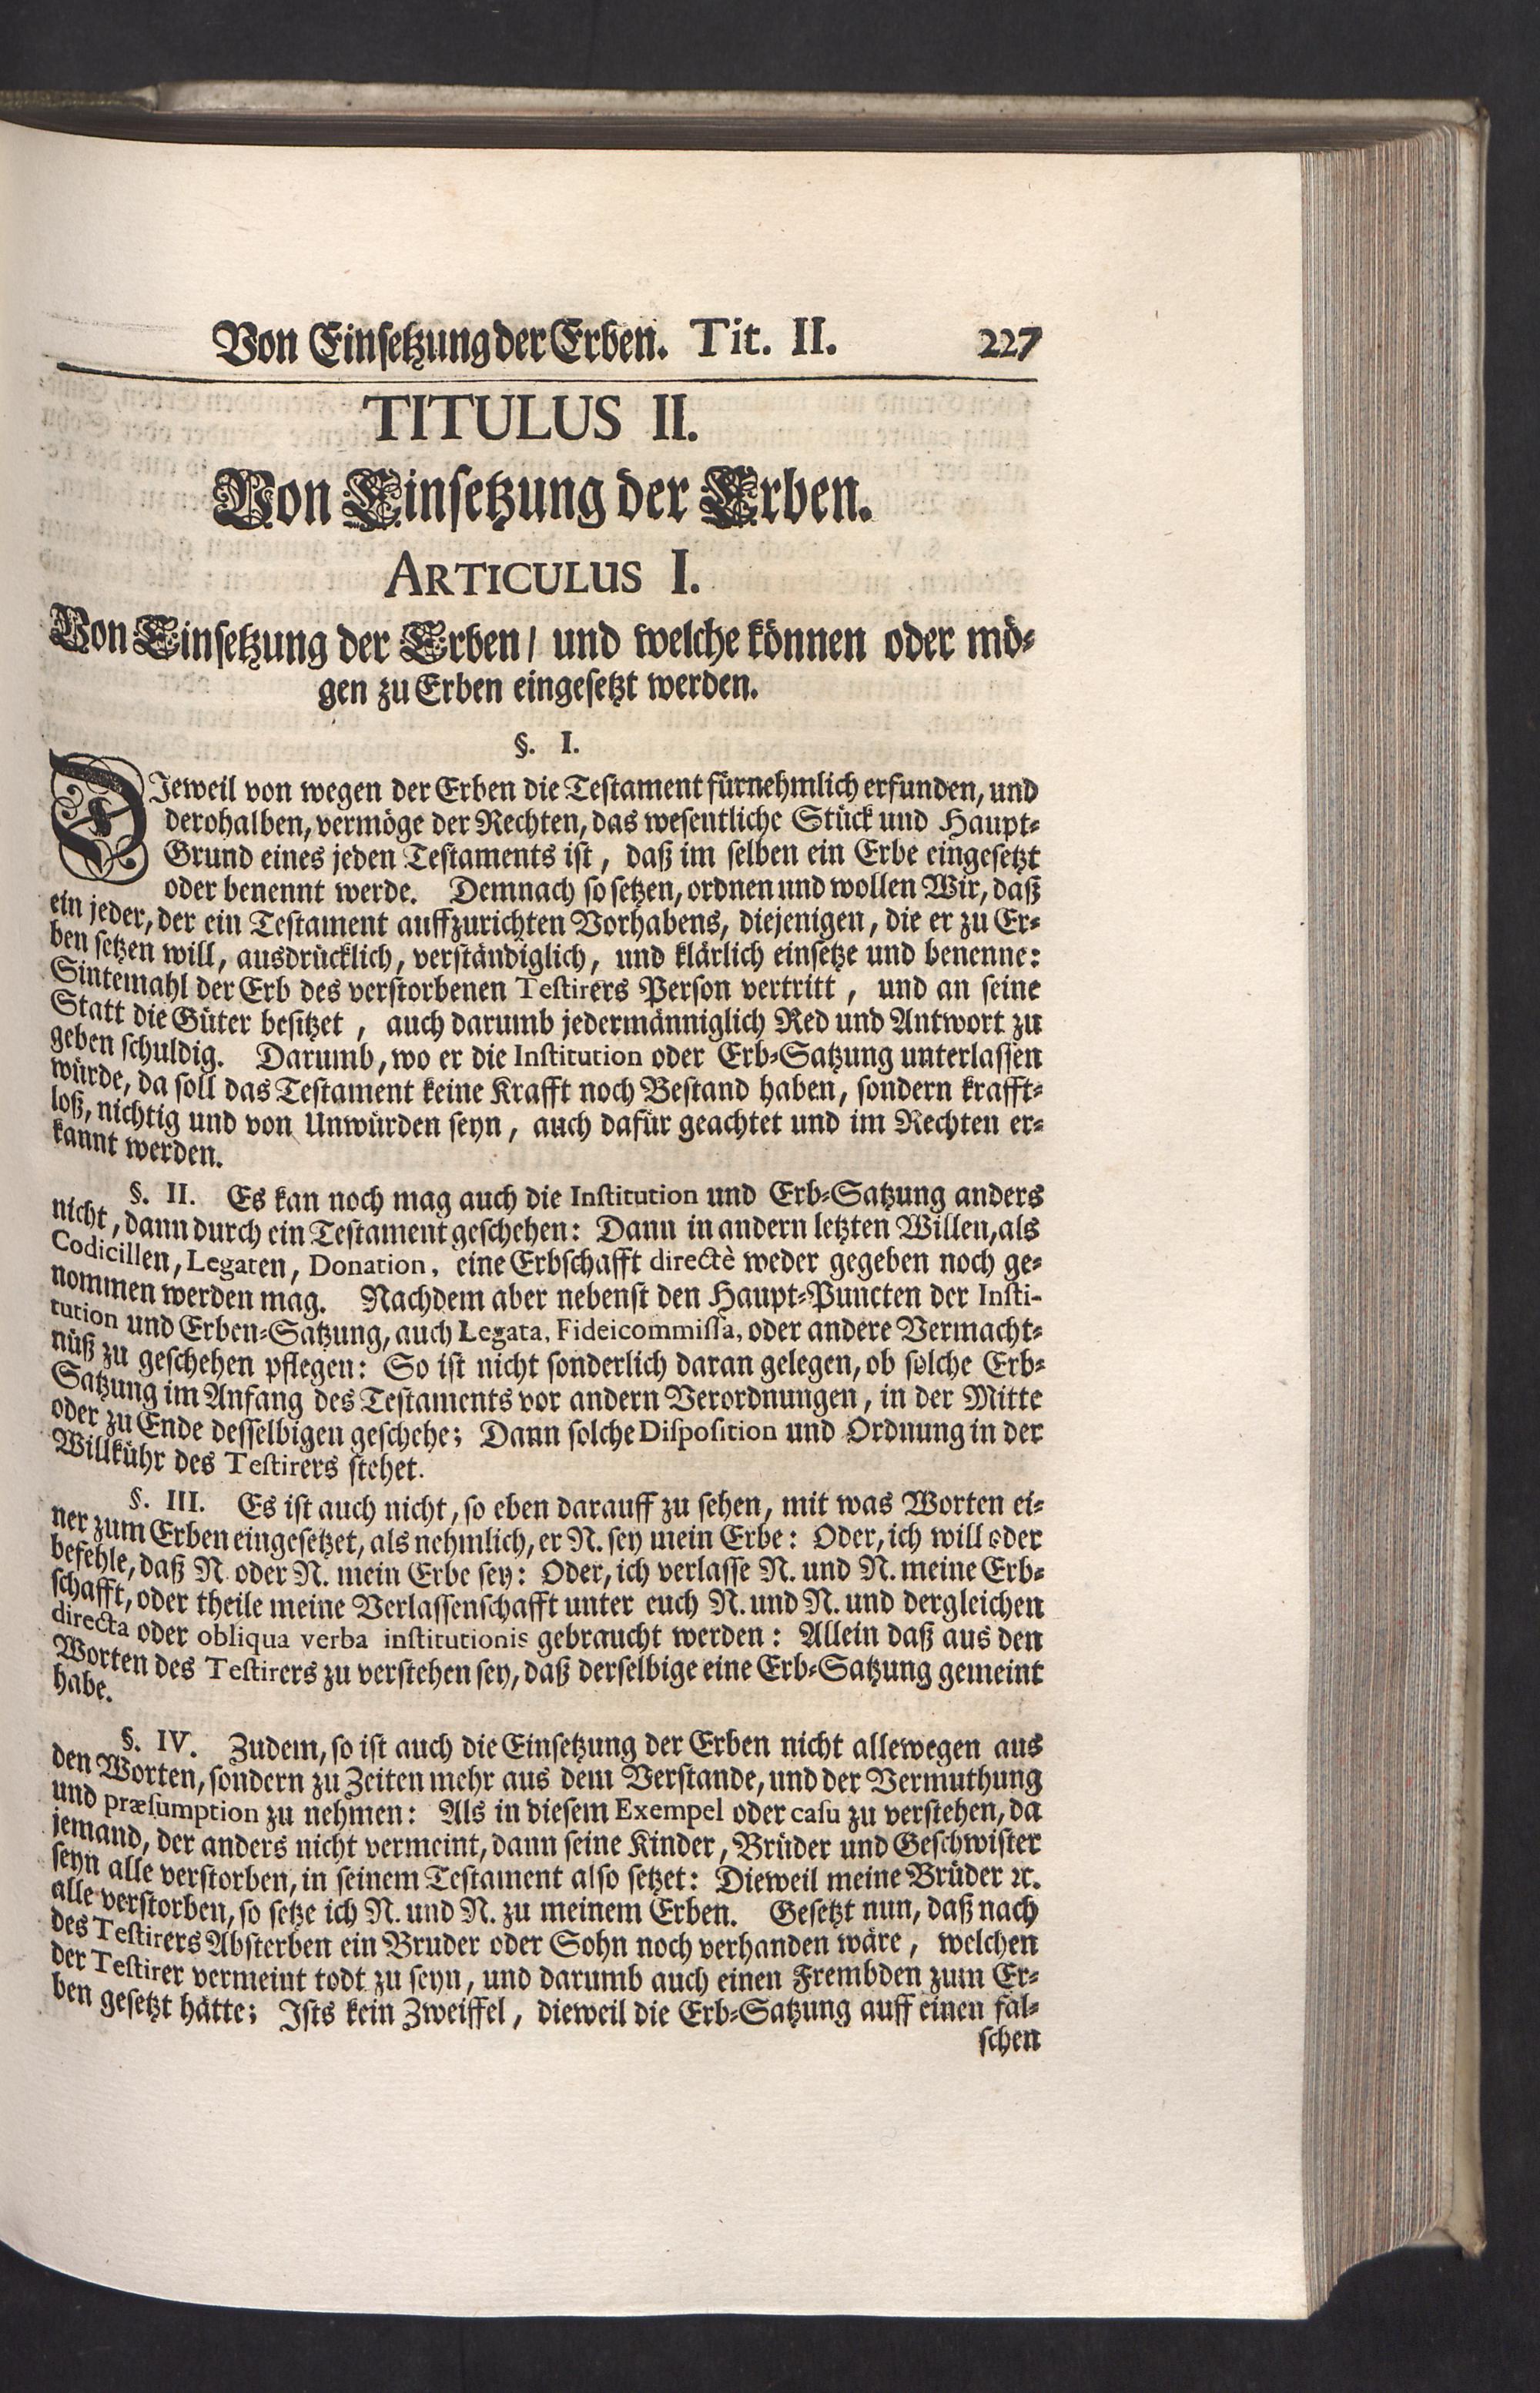 Von Einsetzung der Erben. Tit. II. 227
TITULUS II.
Von Einsetzung der Erben.
ARTICULUS I.
Von Einsetzung der Erben / und welche können oder mö-
gen zu Erben eingesetzt werden.
§. I.
DJeweil von wegen der Erben die Testament fürnehmlich erfunden, und
derohalben, vermöge der Rechten, das wesentliche Stück und Haupt-
Grund eines jeden Testaments ist, daß im selben ein Erbe eingesetzt
oder benennt werde. Demnach so setzen, ordnen und wollen Wir, daß
ein jeder, der ein Testament auffzurichten Vorhabens, diejenigen, die er zu Er-
ben setzen will, ausdrücklich, verständiglich, und klärlich einsetze und benenne:
Sintemahl der Erb des verstorbenen Testirers Person vertritt, und an seine
Statt die Güter besitzet, auch darumb jedermänniglich Red und Antwort zu
geben schuldig. Darumb, wo er die Institution oder Erb-Satzung unterlassen
würde, da soll das Testament keine Krafft noch Bestand haben, sondern krafft-
loß, nichtig und von Unwürden seyn, auch dafür geachtet und im Rechten er-
kannt werden.
§. II. Es kan noch mag auch die Institution und Erb-Satzung anders
nicht, dann durch ein Testament geschehen: Dann in andern letzten Willen, als
Codicillen, Legaten, Donation, eine Erbschafft directè weder gegeben noch ge-
nommen werden mag. Nachdem aber nebenst den Haupt-Puncten der Insti-
tution und Erben-Satzung, auch Legata, Fideicommissa, oder andere Vermacht-
nüß zu geschehen pflegen: So ist nicht sonderlich daran gelegen, ob solche Erb-
Satzung im Anfang des Testaments vor andern Verordnungen, in der Mitte
oder zu Ende desselbigen geschehe; Dann solche Disposition und Ordnung in der
Willkühr des Testirers stehet.
§. III. Es ist auch nicht, so eben darauff zu sehen, mit was Worten ei-
ner zum Erben eingesetzet, als nehmlich, er N. sey mein Erbe: Oder, ich will oder
befehle, daß N. oder N. mein Erbe sey: Oder, ich verlasse N. und N. meine Erb-
schafft, oder theile meine Verlassenschafft unter euch N. und N. und dergleichen
directa oder obliqua verba institutionis gebraucht werden: Allein daß aus den
Worten des Testirers zu verstehen sey, daß derselbige eine Erb-Satzung gemeint
habe.
§. IV. Zudem, so ist auch die Einsetzung der Erben nicht allewegen aus
den Worten, sondern zu Zeiten mehr aus dem Verstande, und der Vermuthung
und præsumption zu nehmen: Als in diesem Exempel oder casu zu verstehen, da
jemand, der anders nicht vermeint, dann seine Kinder, Brüder und Geschwister
seyn alle verstorben, in seinem Testament also setzet: Dieweil meine Brüder ꝛc.
alle verstorben, so setze ich N. und N. zu meinem Erben. Gesetzt nun, daß nach
des Testirers Absterben ein Bruder oder Sohn noch verhanden wäre, welchen
der Testirer vermeint todt zu seyn, und darumb auch einen Frembden zum Er-
ben gesetzt hätte; Ists kein Zweiffel, dieweil die Erb-Satzung auff einen fal-
schen